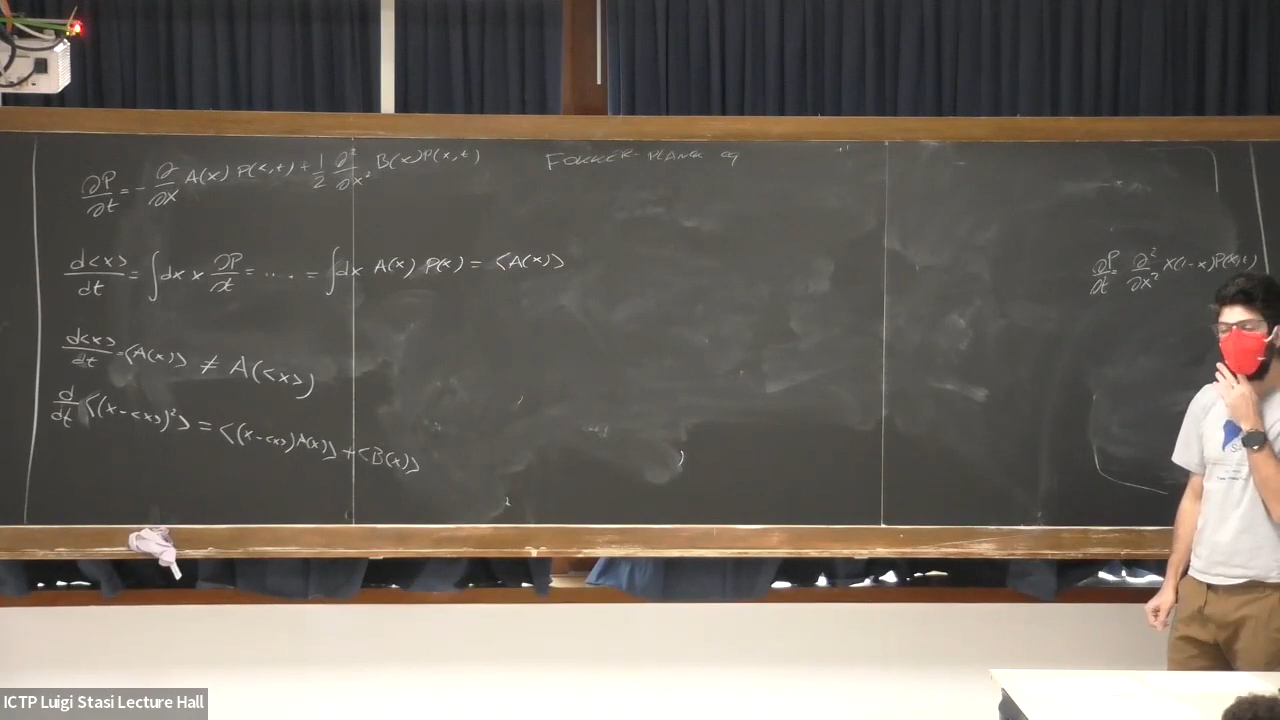 ∂P/∂t = - ∂/∂x A(x) P(x,t) + 1/2 ∂²/∂x² B(x)P(x,t)
FOKKER-PLANCK eq
d<x>/dt = ∫dx x ∂P/∂t = ..... = ∫dx A(x) P(x) = <A(x)>
∂P/∂t = ∂²/∂x² x(1-x)P(x,t)
d<x>/dt = <A(x)> ≠ A(<x>)
d/dt <(x-<x>)²> = <(x-<x>)A(x)> + <B(x)>
ICTP Luigi Stasi Lecture Hall